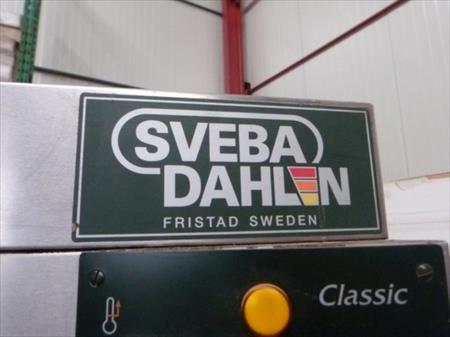 SVEBA
DAHLEN
FRISTAD SWEDEN
Classic